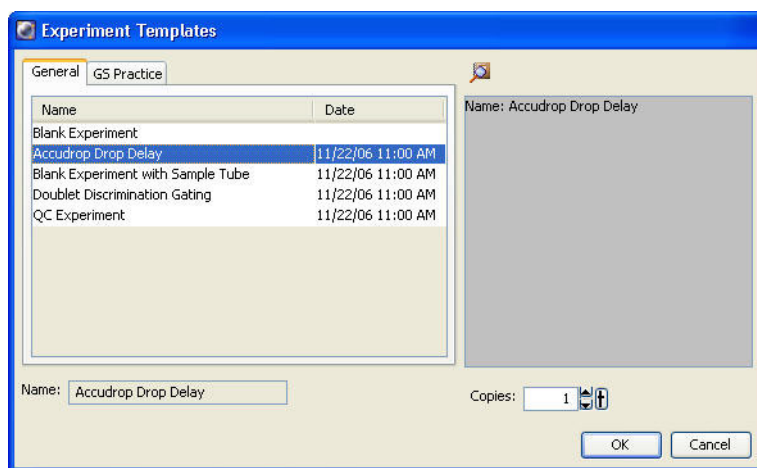 Experiment Templates
General GS Practice
Name Date
Blank Experiment
Accudrop Drop Delay 11/22/06 11:00 AM
Blank Experiment with Sample Tube 11/22/06 11:00 AM
Doublet Discrimination Gating 11/22/06 11:00 AM
QC Experiment 11/22/06 11:00 AM
Name: Accudrop Drop Delay
Name: Accudrop Drop Delay
Copies: 1
OK Cancel